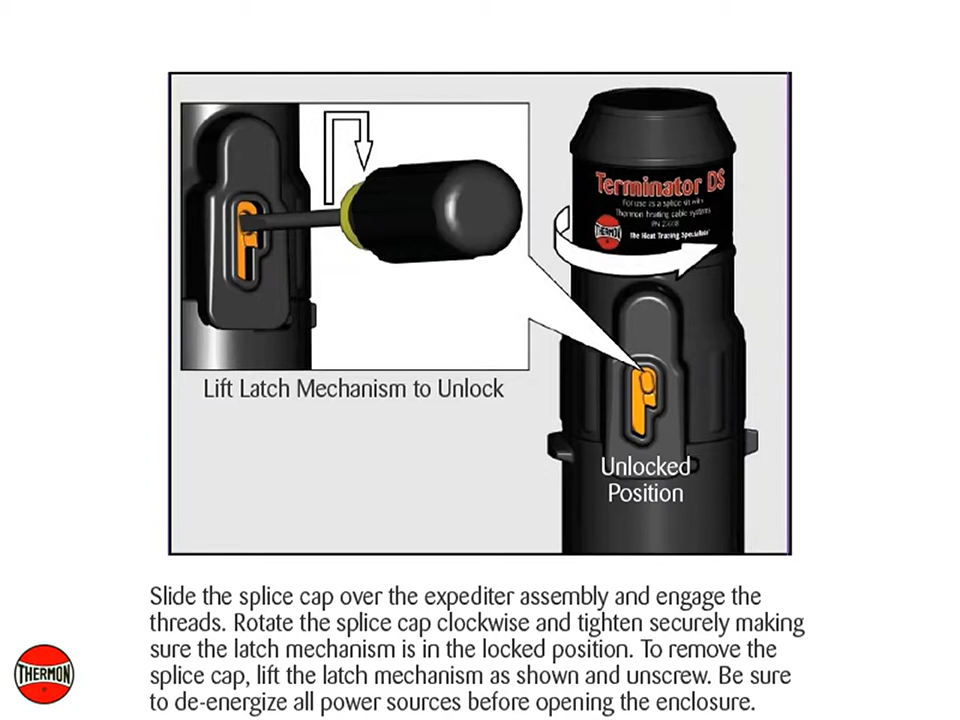 Terminator DS
For use as a splice kit with
Thermon heating cable systems
THERMON
The Heat Tracing Specialists
Lift Latch Mechanism to Unlock
Unlocked
Position
Slide the splice cap over the expediter assembly and engage the
threads. Rotate the splice cap clockwise and tighten securely making
sure the latch mechanism is in the locked position. To remove the
splice cap, lift the latch mechanism as shown and unscrew. Be sure
to de-energize all power sources before opening the enclosure.
THERMON